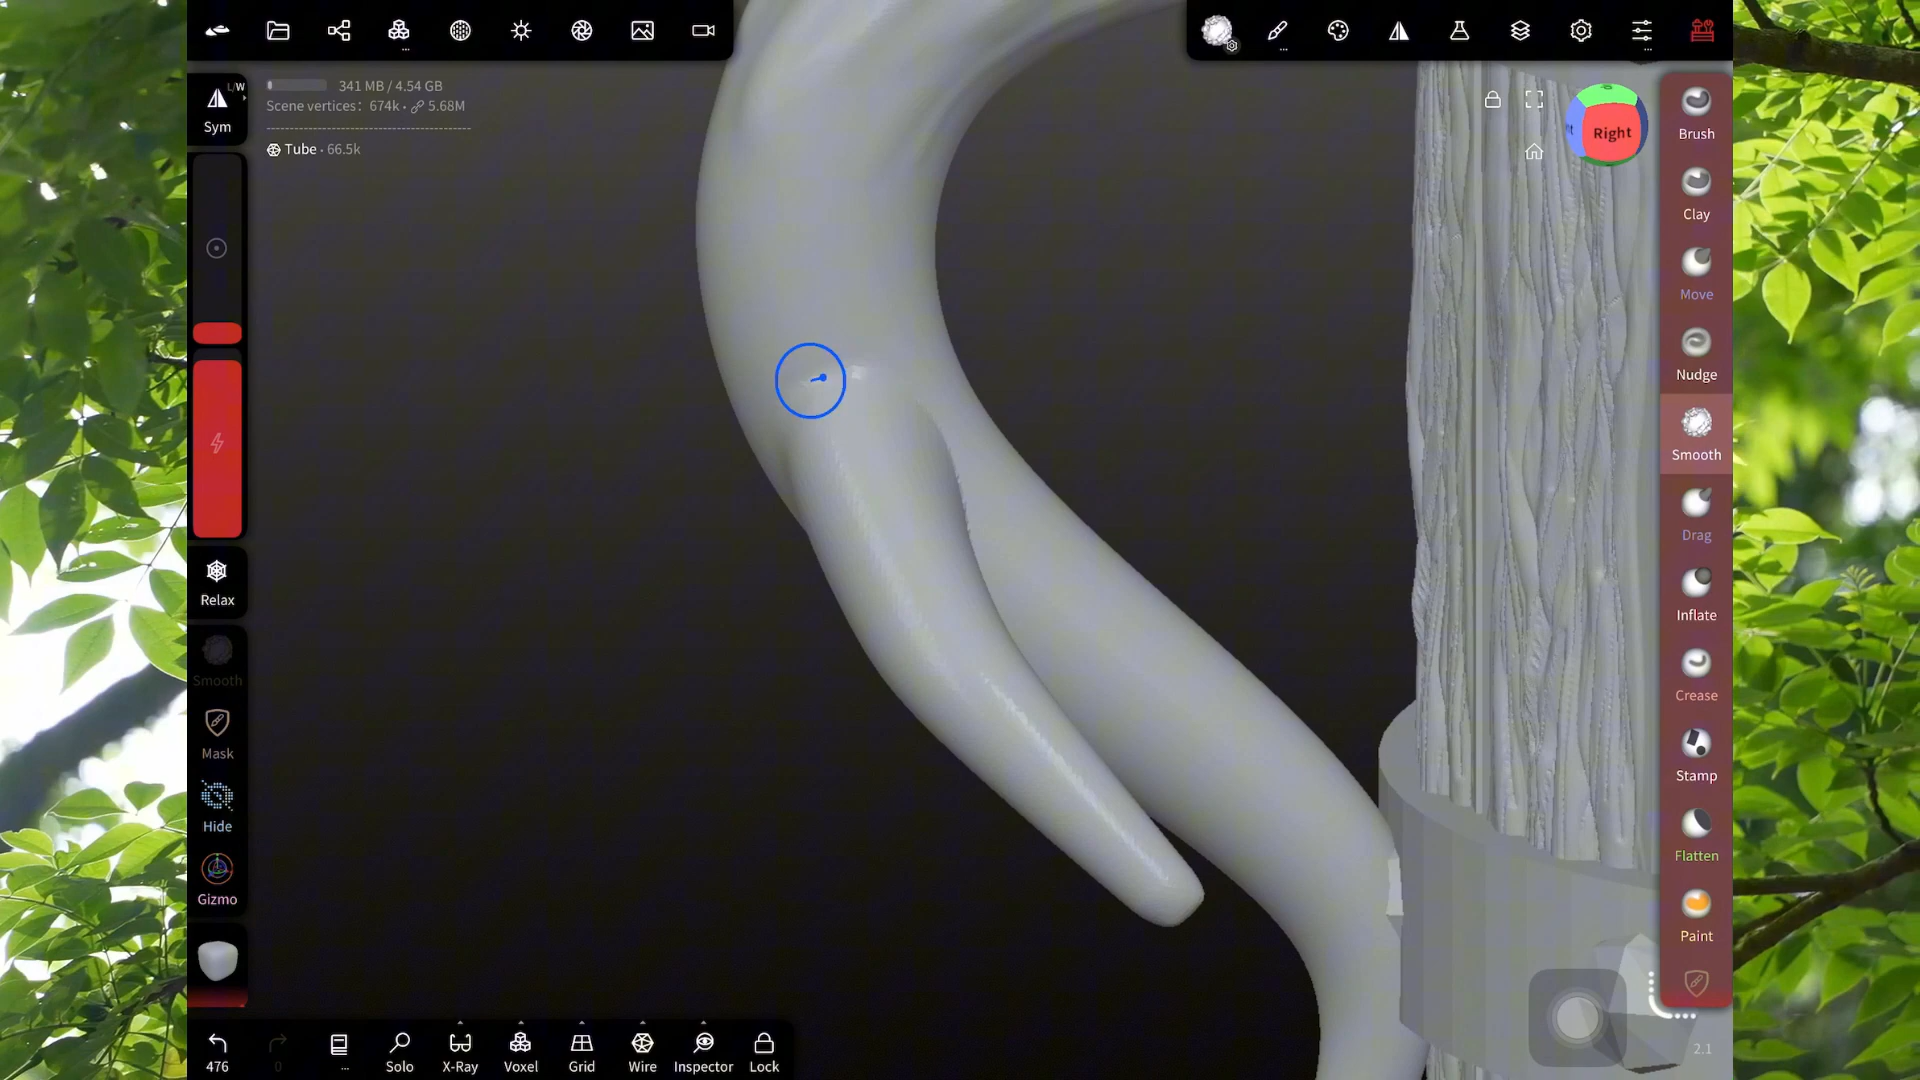 L/W
Sym
341 MB / 4.54 GB
Scene vertices: 674k • 5.68M
Tube • 66.5k
Right
Brush
Clay
Move
Nudge
Smooth
Drag
Inflate
Crease
Stamp
Flatten
Paint
Relax
Smooth
Mask
Hide
Gizmo
476
0
...
Solo
X-Ray
Voxel
Grid
Wire
Inspector
Lock
2.1